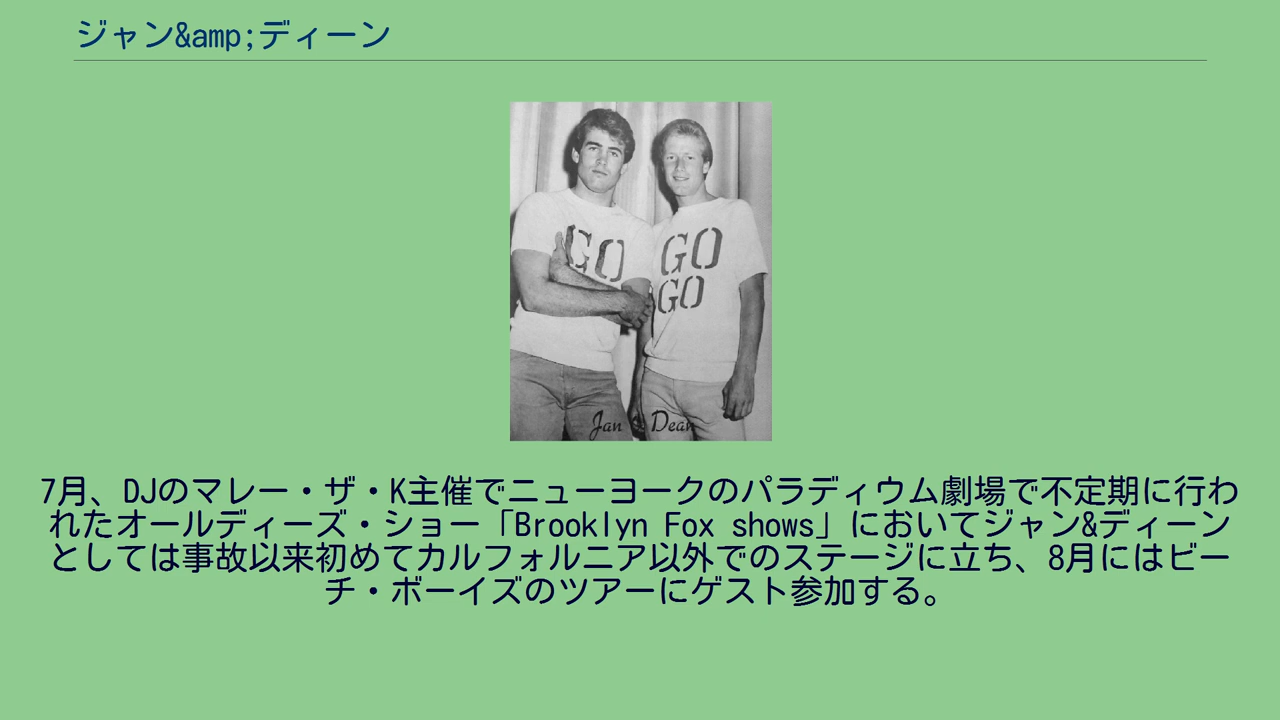 ジャン&amp;ディーン
GO
GO
GO
Jan & Dean
7月、DJのマレー・ザ・K主催でニューヨークのパラディウム劇場で不定期に行わ
れたオールディーズ・ショー「Brooklyn Fox shows」においてジャン&ディーン
としては事故以来初めてカルフォルニア以外でのステージに立ち、8月にはビー
チ・ボーイズのツアーにゲスト参加する。